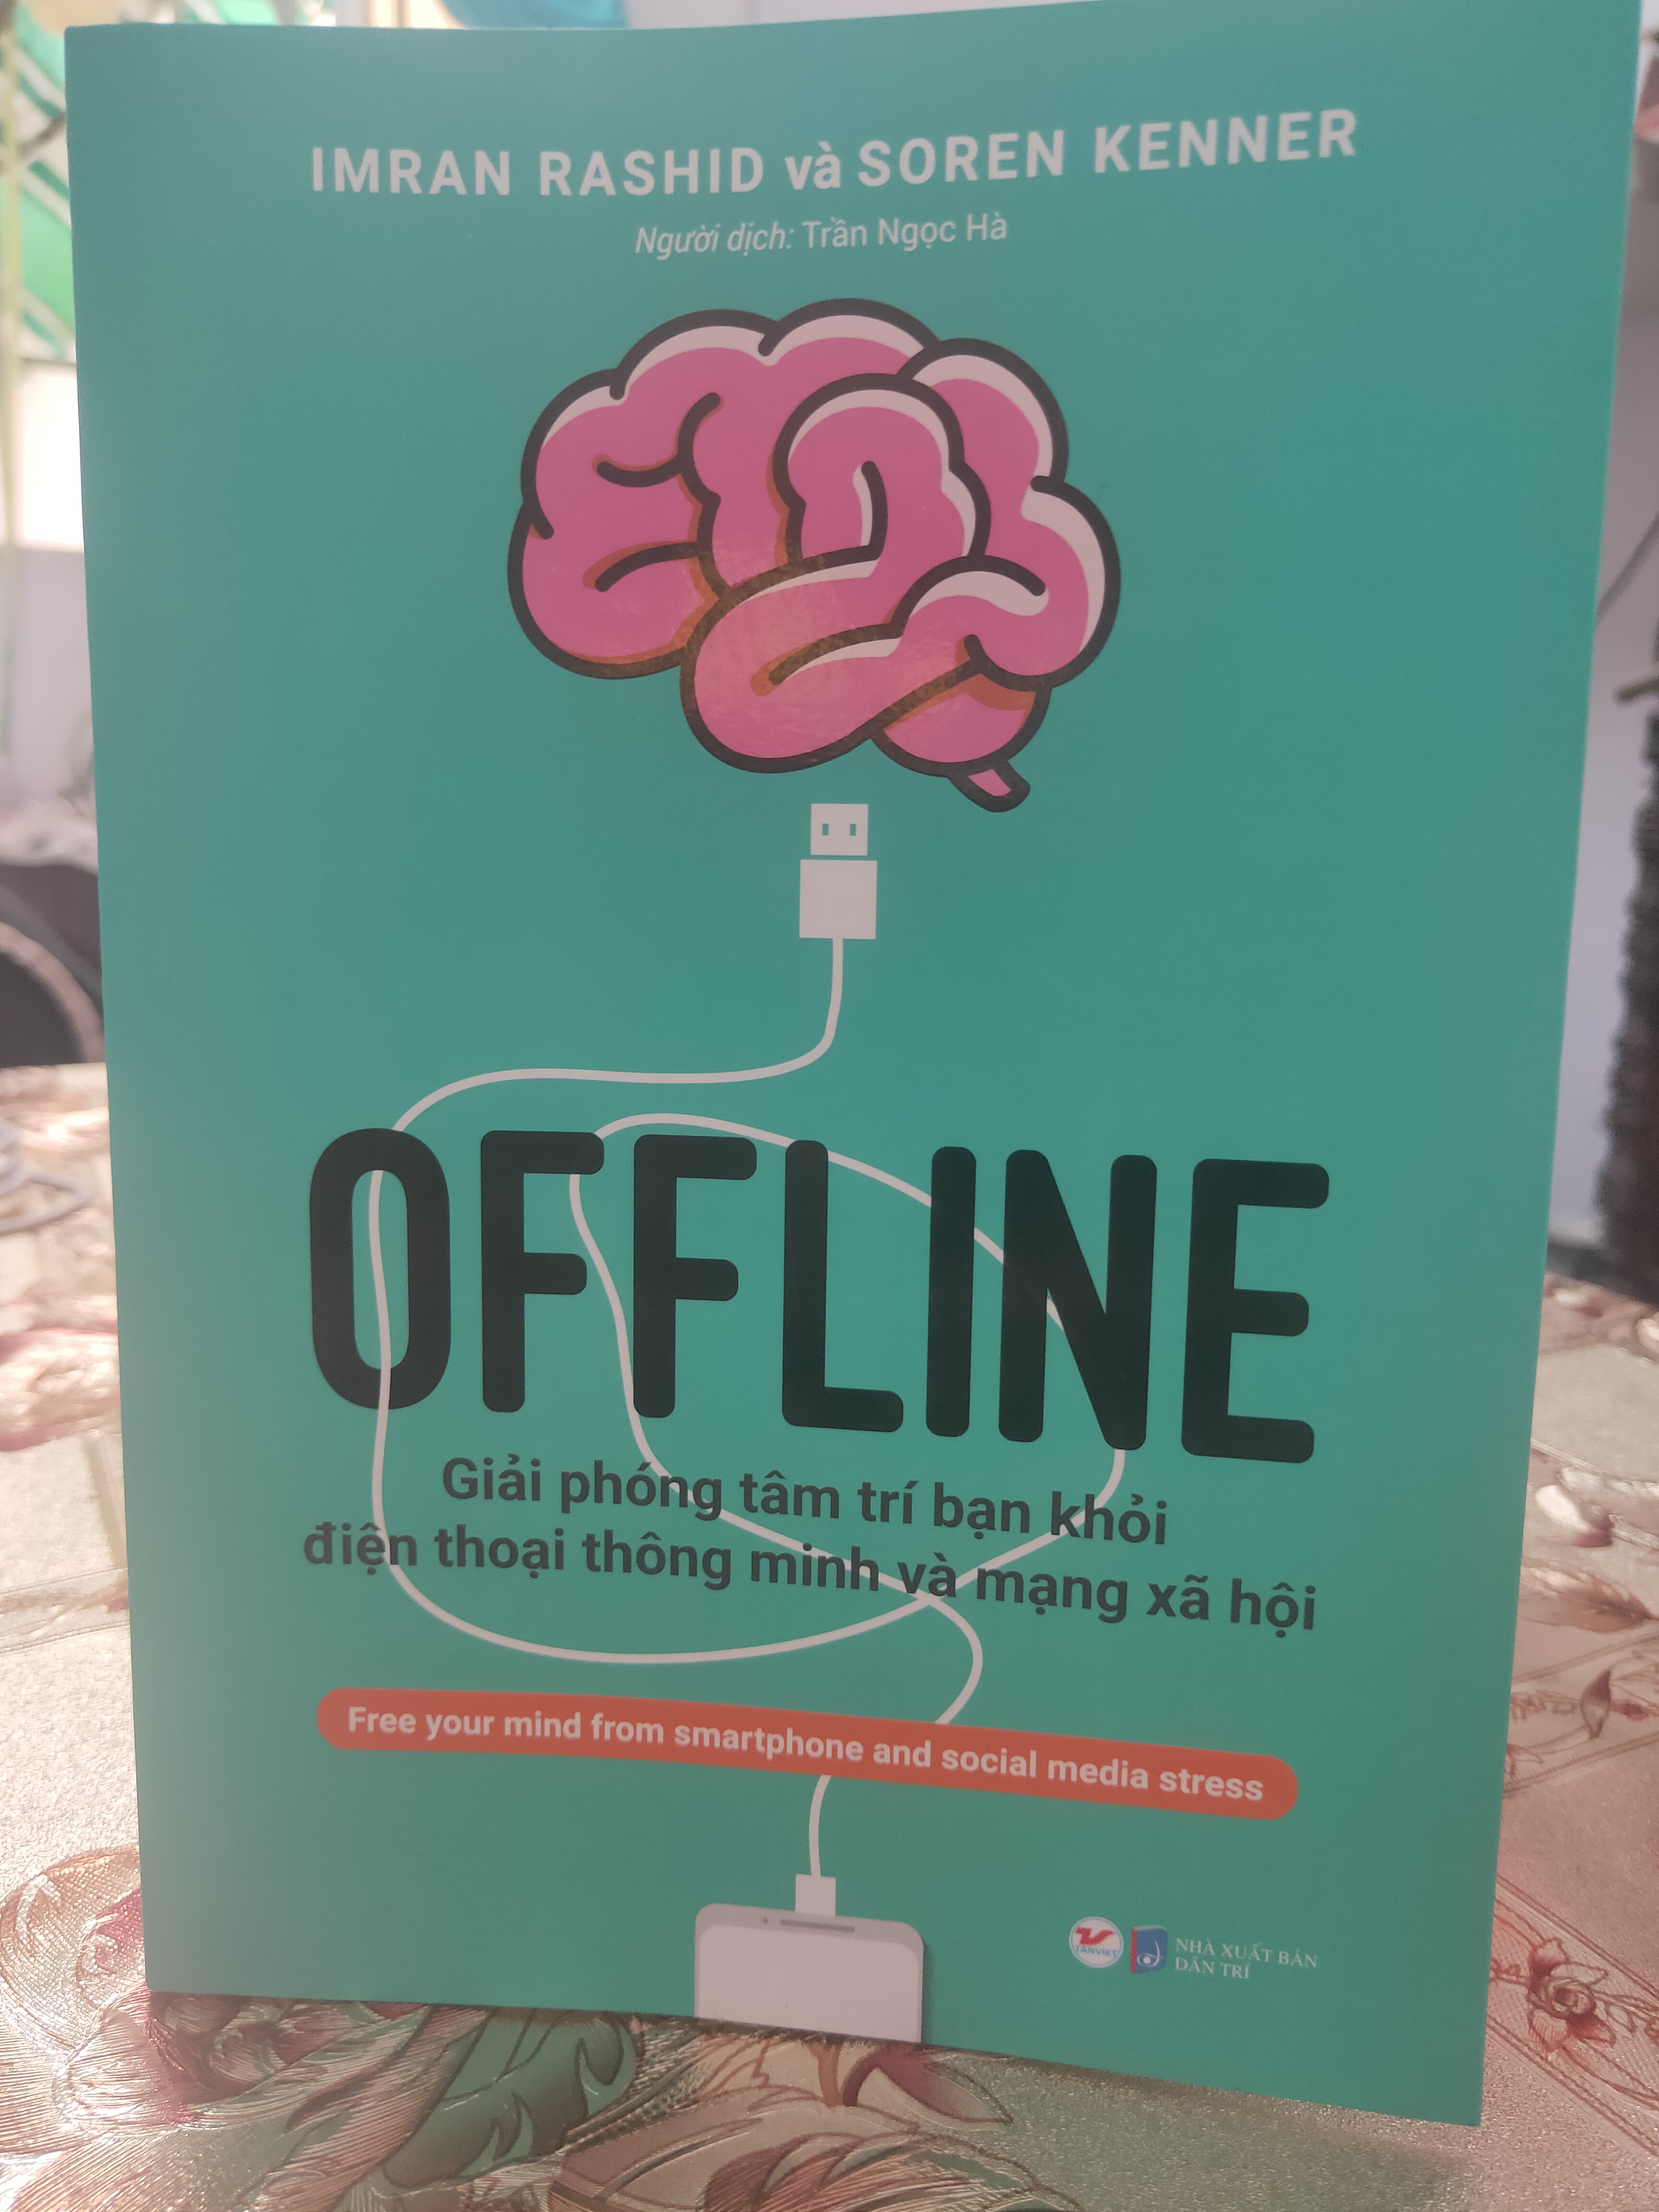 IMRAN RASHID và SOREN KENNER
Người dịch: Trần Ngọc Hà
OFFLINE
Giải phóng tâm trí bạn khỏi
điện thoại thông minh và mạng xã hội
Free your mind from smartphone and social media stress
TANVIET
NHÀ XUẤT BẢN
DÂN TRÍ